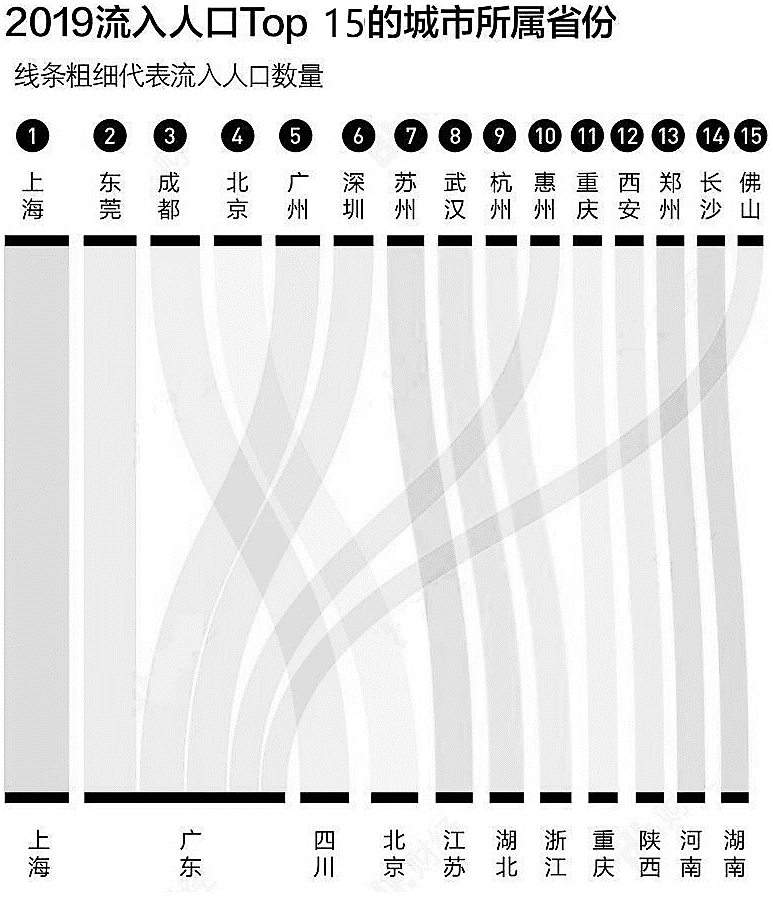 2019流入人口Top 15的城市所属省份
线条粗细代表流入人口数量
1 2 3 4 5 6 7 8 9 10 11 12 13 14 15
上海 东莞 成都 北京 广州 深圳 苏州 武汉 杭州 惠州 重庆 西安 郑州 长沙 佛山
上海 广东 四川 北京 江苏 湖北 浙江 重庆 陕西 河南 湖南